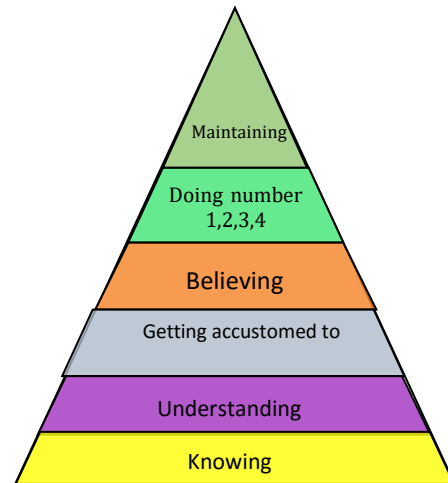 Maintaining
Doing number
1,2,3,4
Believing
Getting accustomed to
Understanding
Knowing